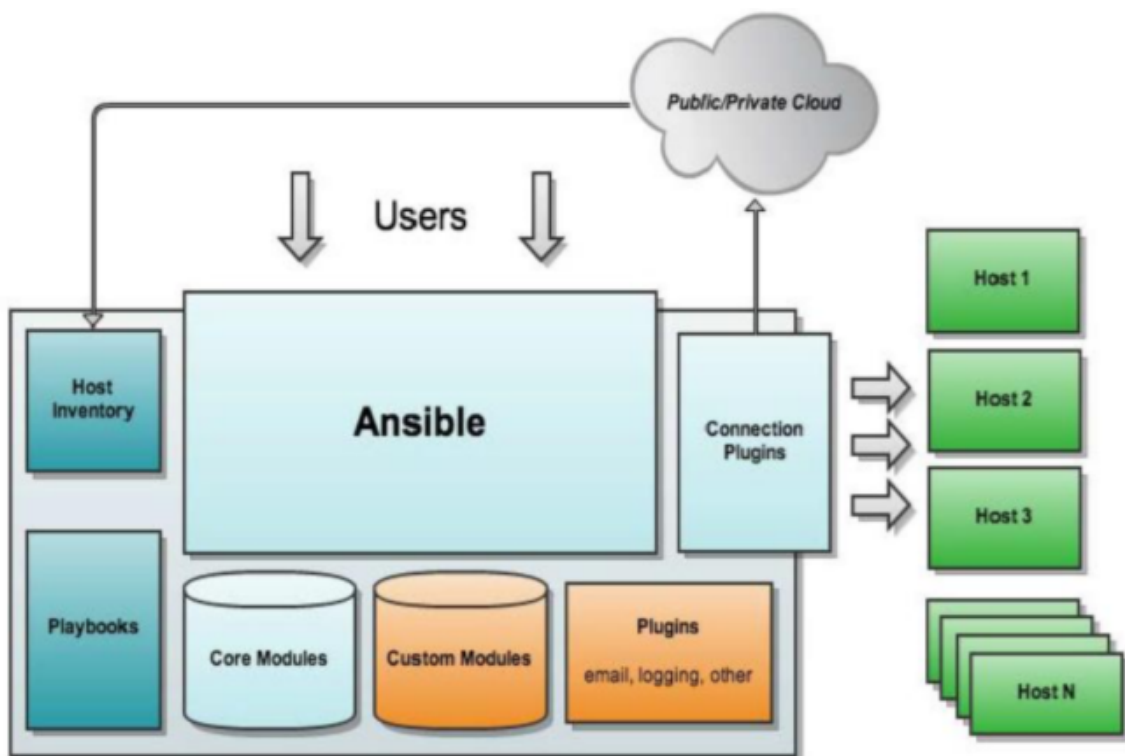 Public/Private Cloud
Users
Host 1
Host
Inventory
Ansible
Connection
Plugins
Host 2
Host 3
Playbooks
Core Modules
Custom Modules
Plugins
email, logging, other
Host N